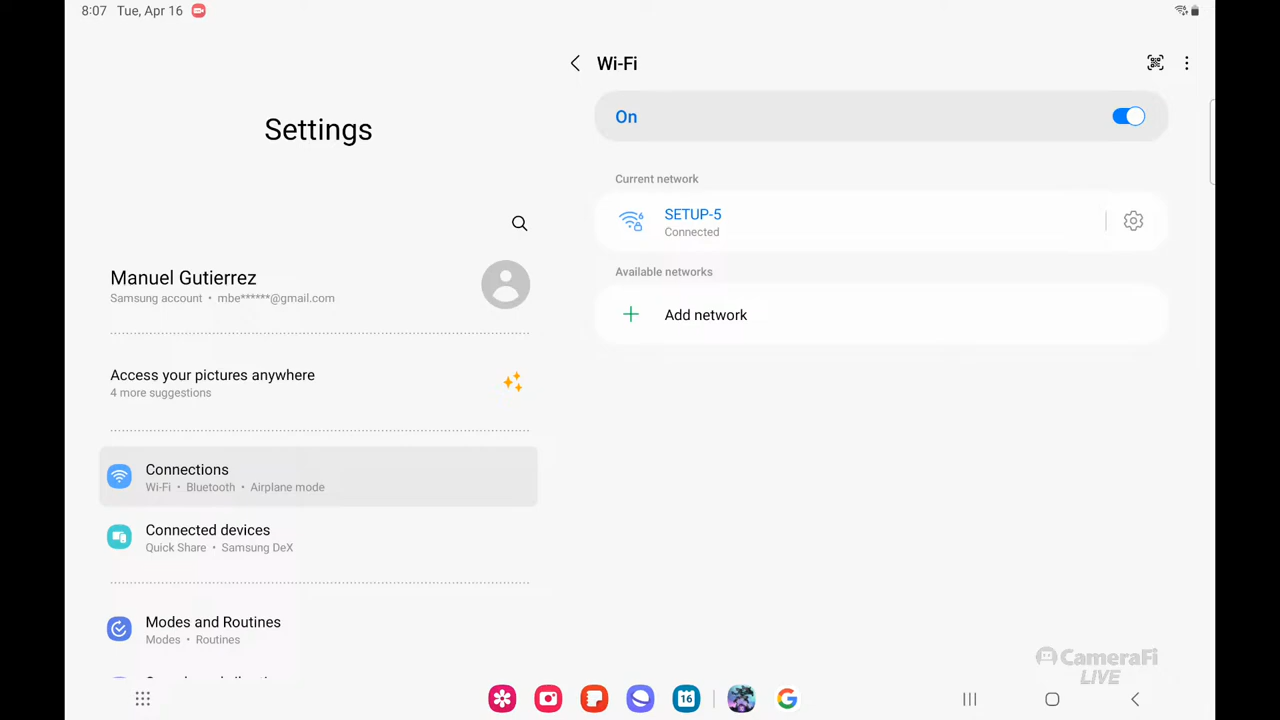 8:07 Tue, Apr 16
Settings
Manuel Gutierrez
Samsung account • mbe******@gmail.com
Access your pictures anywhere
4 more suggestions
Connections
Wi-Fi • Bluetooth • Airplane mode
Connected devices
Quick Share • Samsung DeX
Modes and Routines
Modes • Routines
Wi-Fi
On
Current network
SETUP-5
Connected
Available networks
Add network
CameraFi
LIVE
16